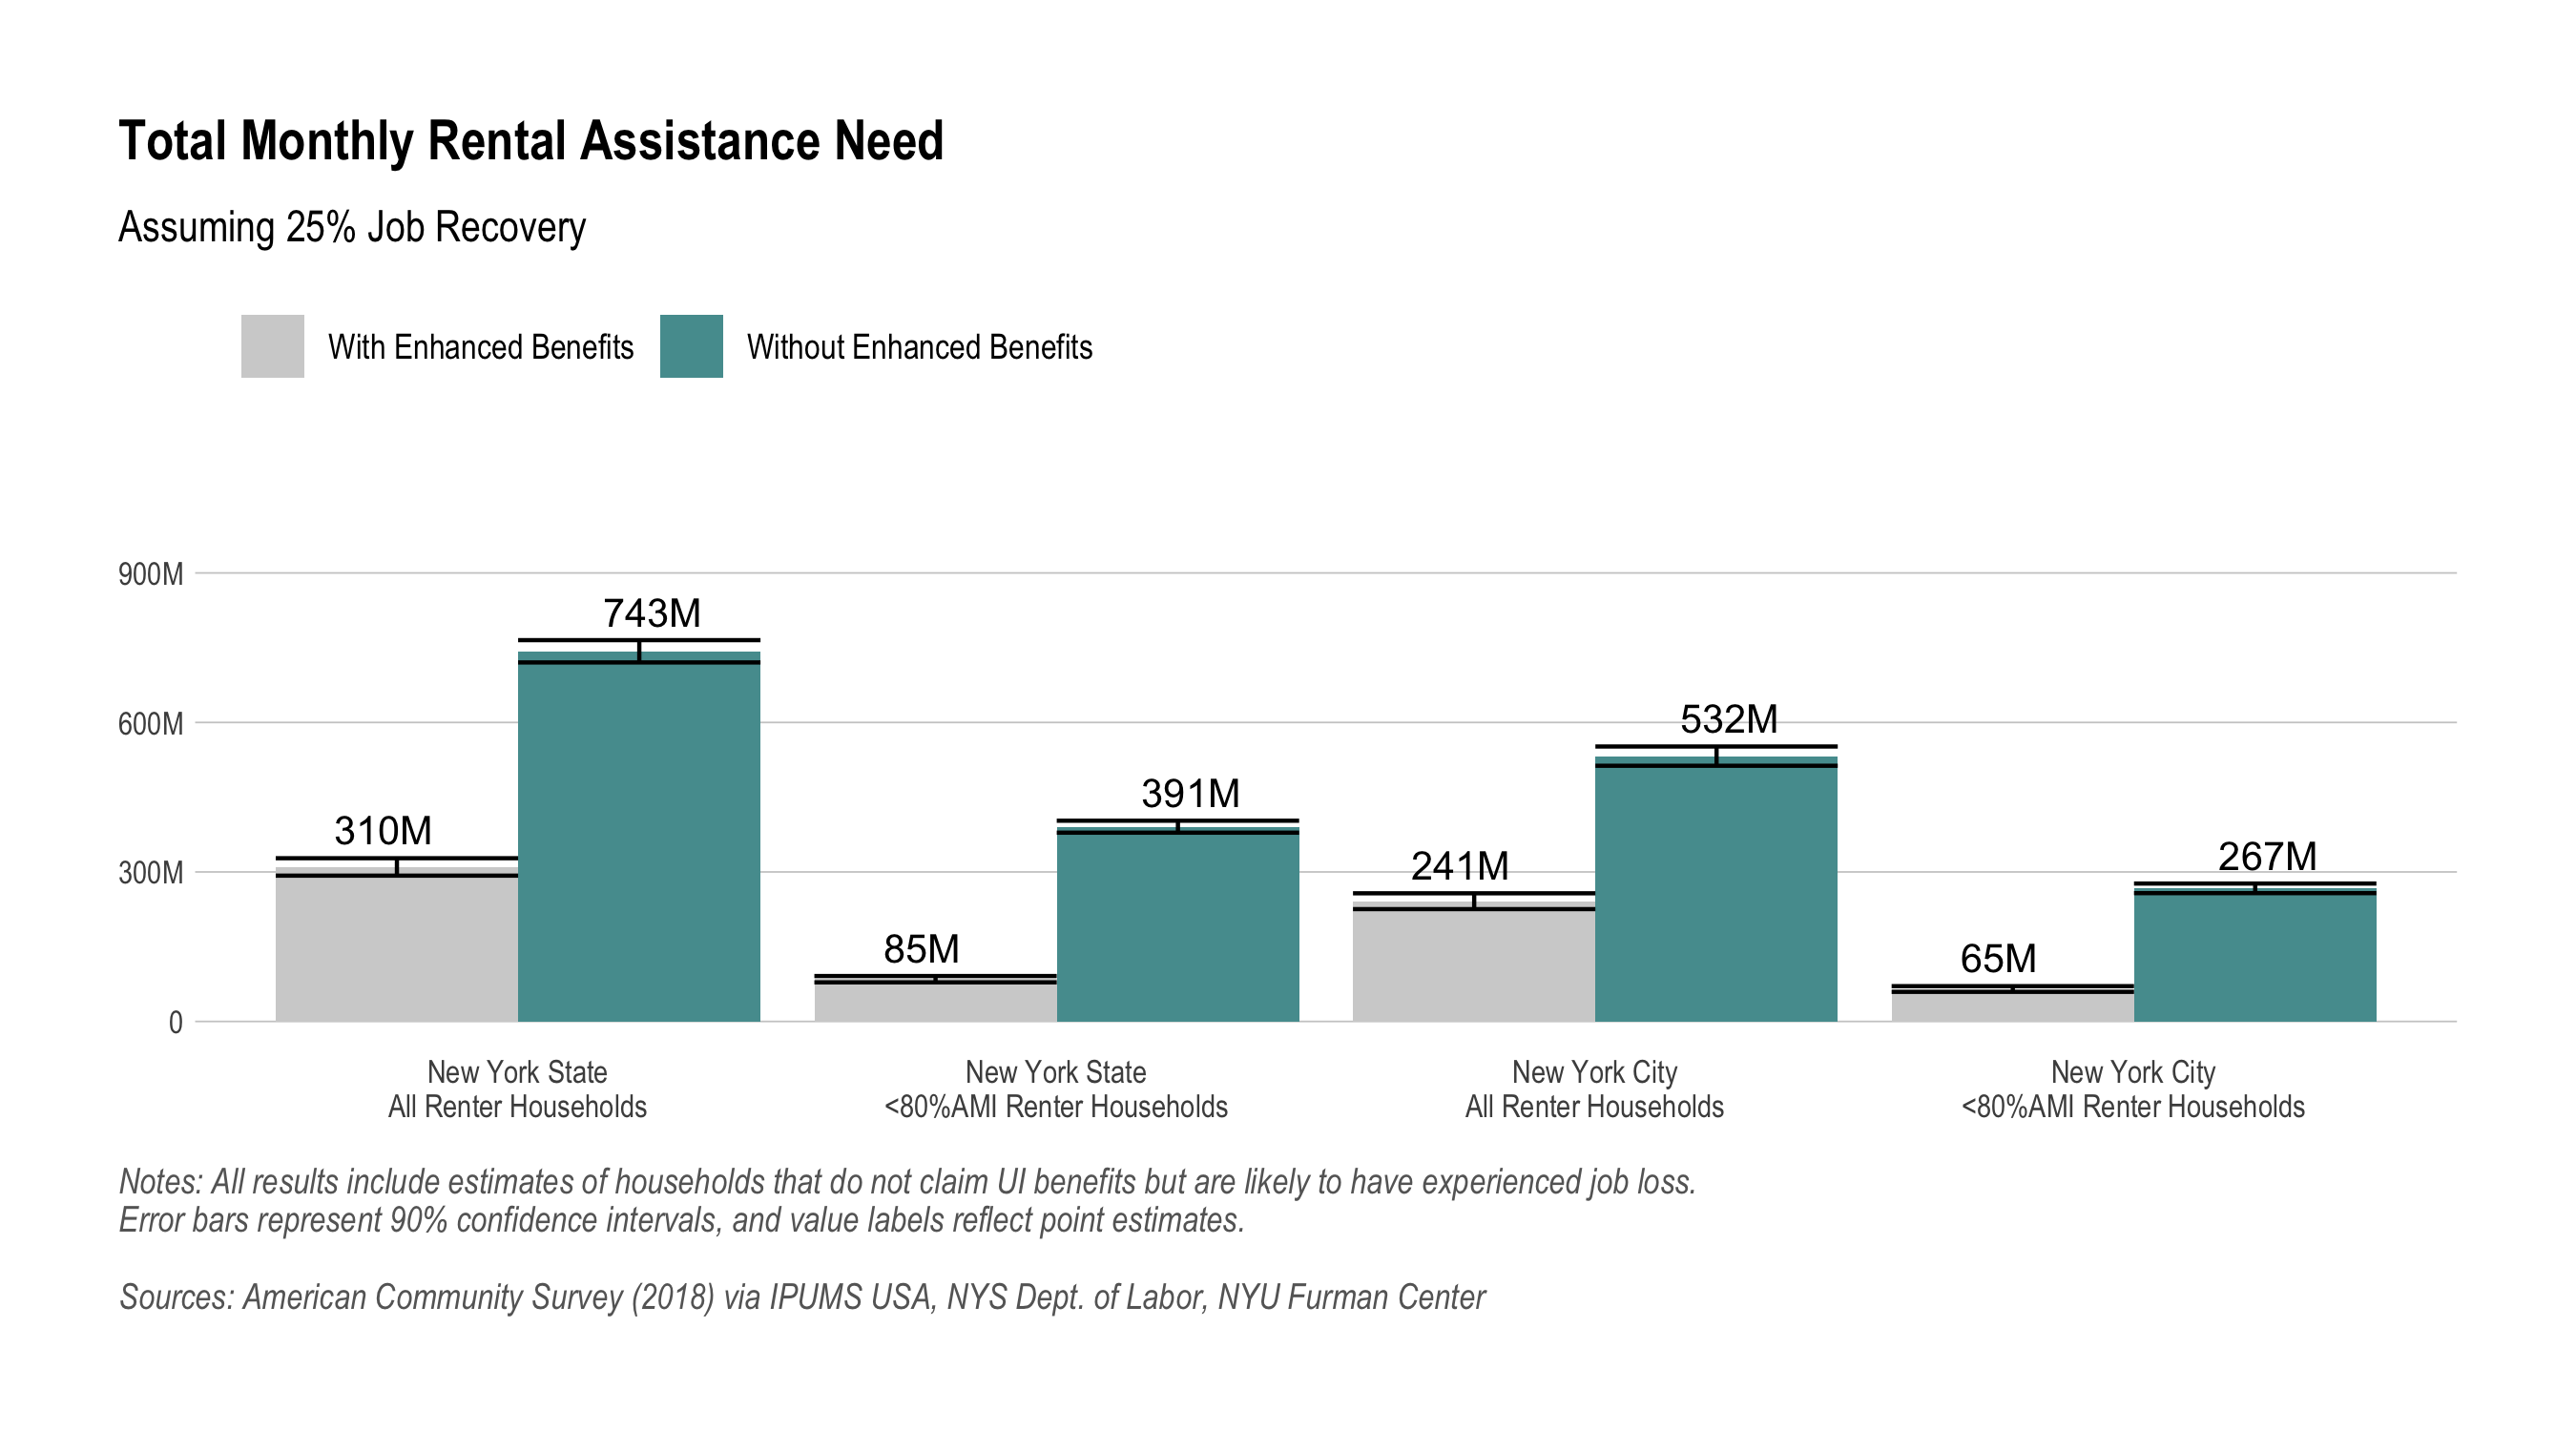 Total Monthly Rental Assistance Need
Assuming 25% Job Recovery
With Enhanced Benefits Without Enhanced Benefits
900M
600M
300M
0
310M
743M
85M
391M
241M
532M
65M
267M
New York State
All Renter Households
New York State
<80%AMI Renter Households
New York City
All Renter Households
New York City
<80%AMI Renter Households
Notes: All results include estimates of households that do not claim UI benefits but are likely to have experienced job loss.
Error bars represent 90% confidence intervals, and value labels reflect point estimates.
Sources: American Community Survey (2018) via IPUMS USA, NYS Dept. of Labor, NYU Furman Center